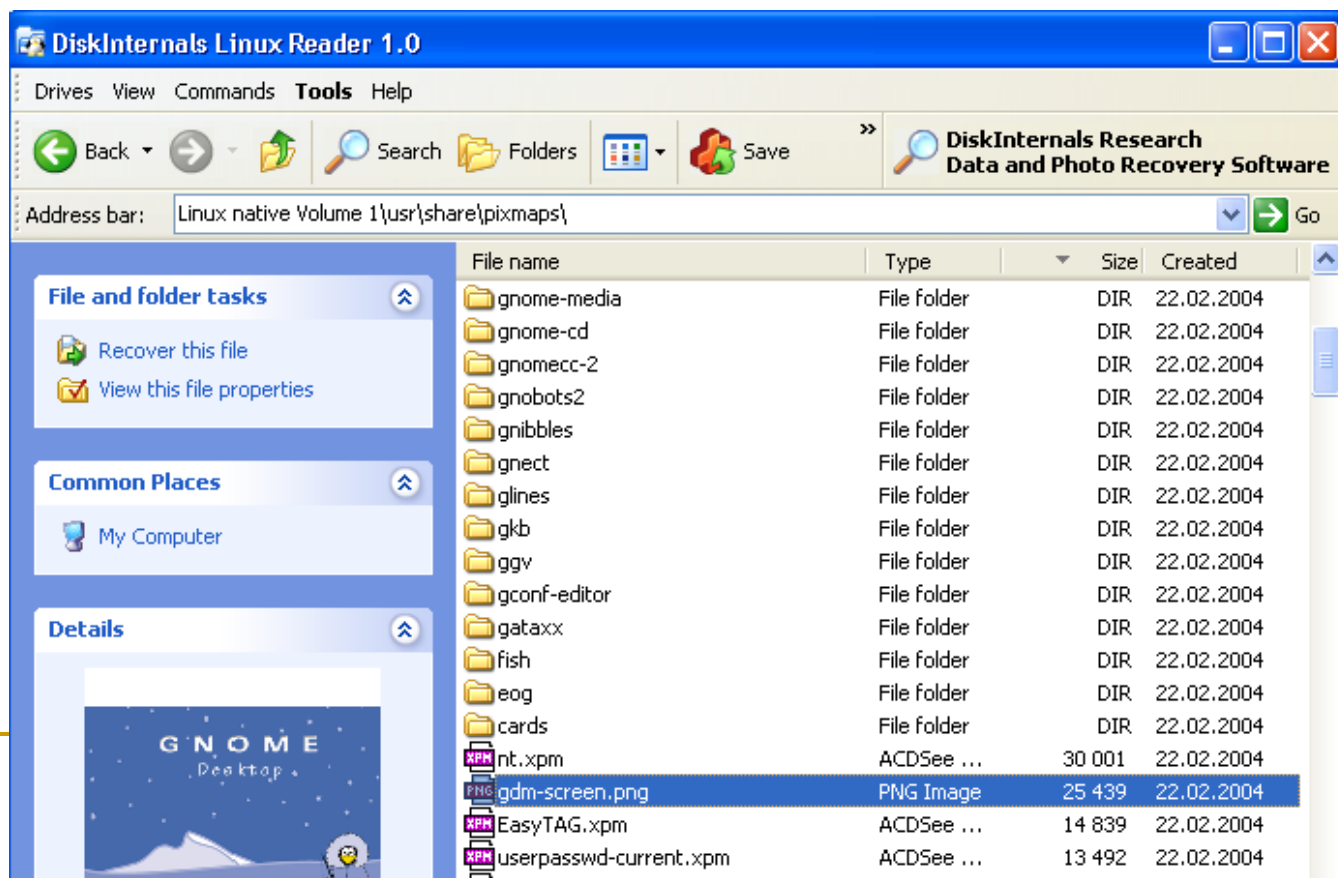 DiskInternals Linux Reader 1.0
Drives View Commands Tools Help
Back Search Folders Save » DiskInternals Research
Data and Photo Recovery Software
Address bar: Linux native Volume 1\usr\share\pixmaps\ Go
File name Type Size Created
File and folder tasks
Recover this file
View this file properties
Common Places
My Computer
Details
GNOME
Desktop
gnome-media File folder DIR 22.02.2004
gnome-cd File folder DIR 22.02.2004
gnomecc-2 File folder DIR 22.02.2004
gnobots2 File folder DIR 22.02.2004
gnibbles File folder DIR 22.02.2004
gnect File folder DIR 22.02.2004
glines File folder DIR 22.02.2004
gkb File folder DIR 22.02.2004
ggv File folder DIR 22.02.2004
gconf-editor File folder DIR 22.02.2004
gataxx File folder DIR 22.02.2004
fish File folder DIR 22.02.2004
eog File folder DIR 22.02.2004
cards File folder DIR 22.02.2004
XPM nt.xpm ACDSee ... 30 001 22.02.2004
PNG gdm-screen.png PNG Image 25 439 22.02.2004
XPM EasyTAG.xpm ACDSee ... 14 839 22.02.2004
XPM userpasswd-current.xpm ACDSee ... 13 492 22.02.2004